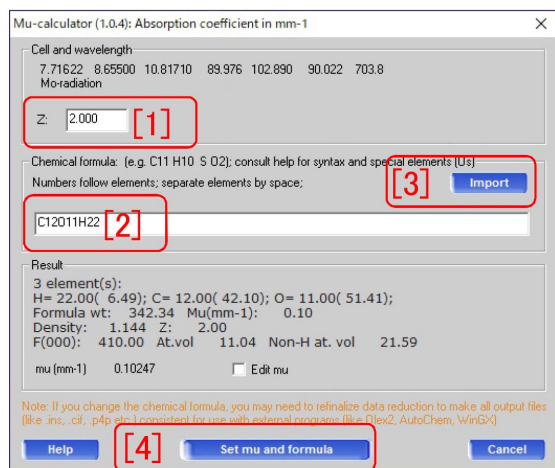 Mu-calculator (1.0.4): Absorption coefficient in mm-1
Cell and wavelength
7.71622 8.65500 10.81710 89.976 102.890 90.022 703.8
Mo-radiation
Z: 2.000 [1]
Chemical formula: (e.g. C11 H10 S O2); consult help for syntax and special elements (Us)
Numbers follow elements; separate elements by space; [3] Import
C12O11H22 [2]
Result
3 element(s):
H= 22.00( 6.49); C= 12.00( 42.10); O= 11.00( 51.41);
Formula wt: 342.34 Mu(mm-1): 0.10
Density: 1.144 Z: 2.00
F(000): 410.00 At.vol 11.04 Non-H at. vol 21.59
mu (mm-1) 0.10247 Edit mu
Note: If you change the chemical formula, you may need to refinalize data reduction to make all output files
(like .ins, .cif, .p4p etc.) consistent for use with external programs (like Olex2, AutoChem, WinGX)
Help [4] Set mu and formula Cancel